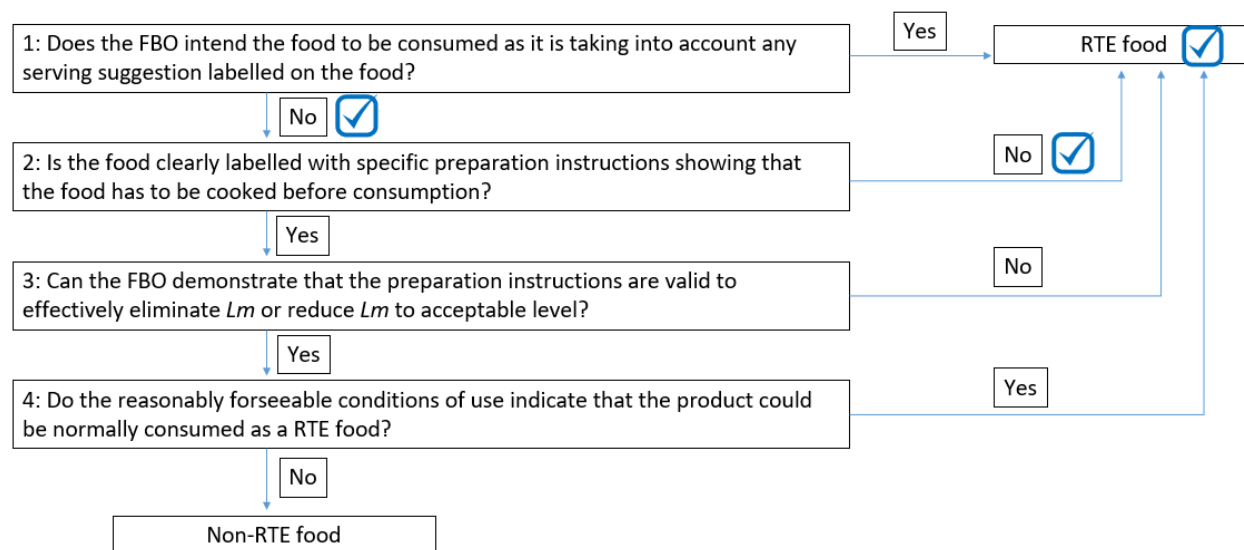 1: Does the FBO intend the food to be consumed as it is taking into account any
serving suggestion labelled on the food?
Yes
RTE food
No
2: Is the food clearly labelled with specific preparation instructions showing that
the food has to be cooked before consumption?
No
Yes
3: Can the FBO demonstrate that the preparation instructions are valid to
effectively eliminate Lm or reduce Lm to acceptable level?
No
Yes
4: Do the reasonably forseeable conditions of use indicate that the product could
be normally consumed as a RTE food?
Yes
No
Non-RTE food